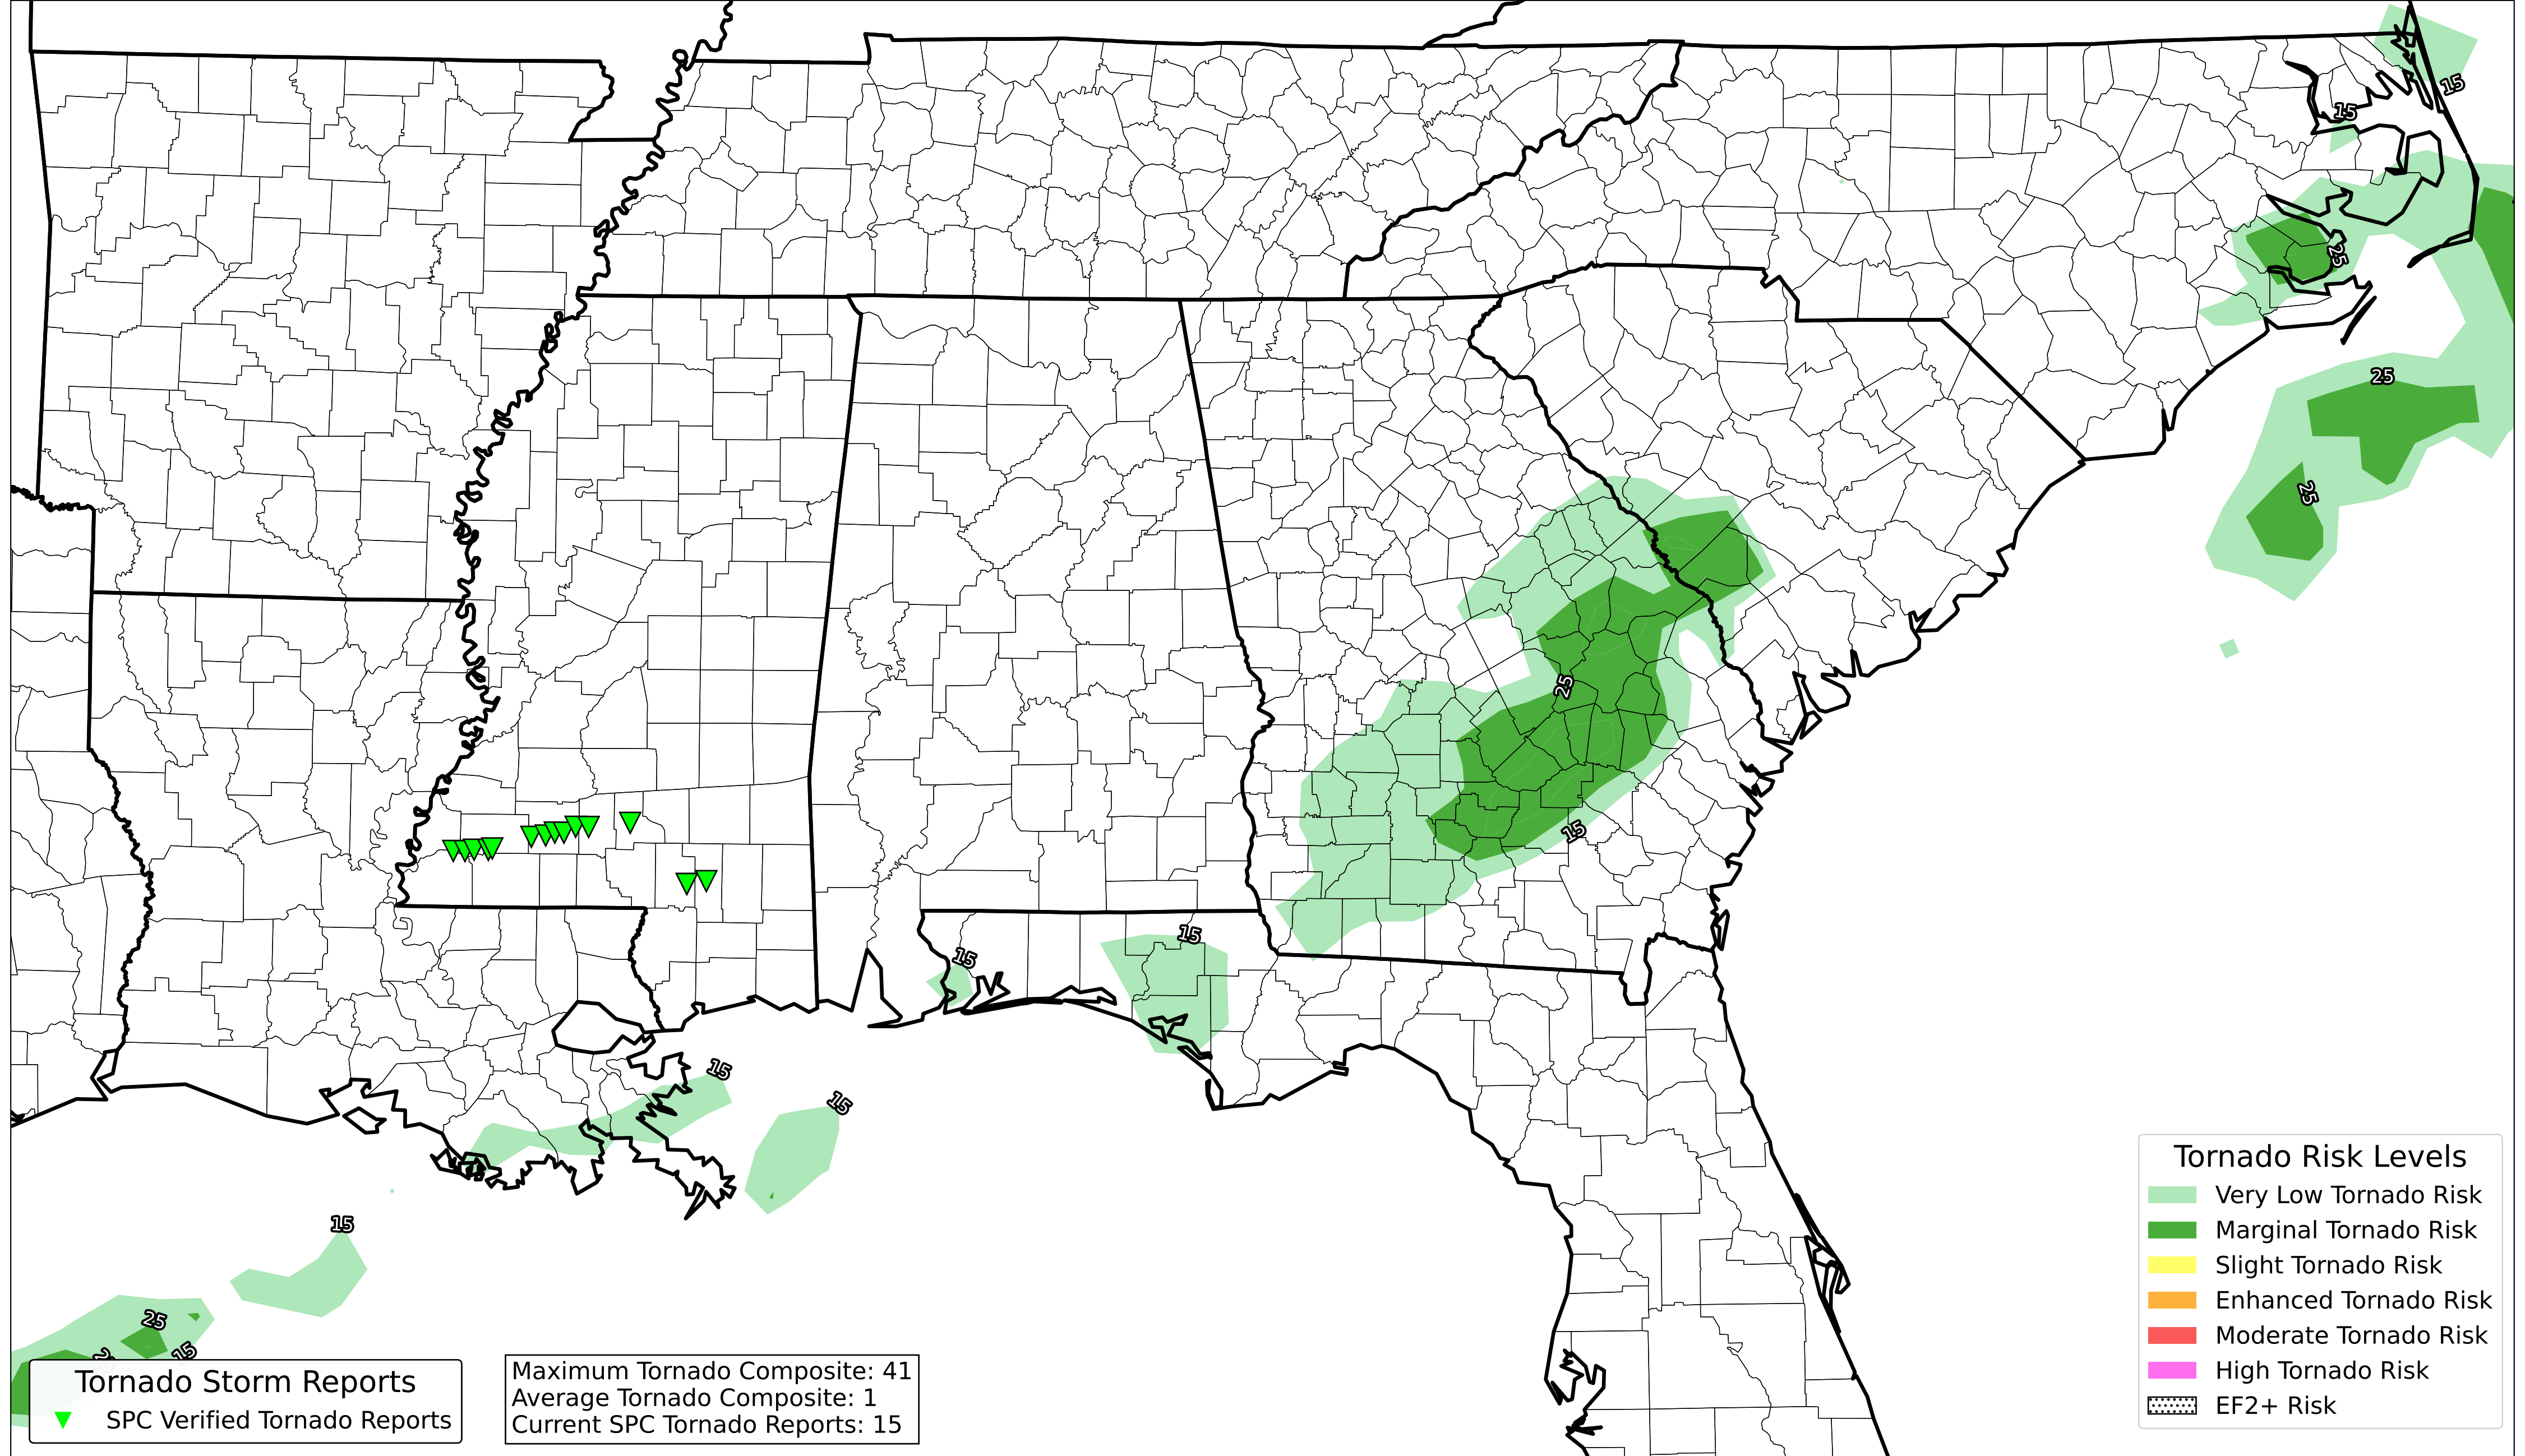 15
15
25
25
25
25
15
15
15
15
15
15
25
15
Tornado Storm Reports
SPC Verified Tornado Reports
Maximum Tornado Composite: 41
Average Tornado Composite: 1
Current SPC Tornado Reports: 15
Tornado Risk Levels
Very Low Tornado Risk
Marginal Tornado Risk
Slight Tornado Risk
Enhanced Tornado Risk
Moderate Tornado Risk
High Tornado Risk
EF2+ Risk